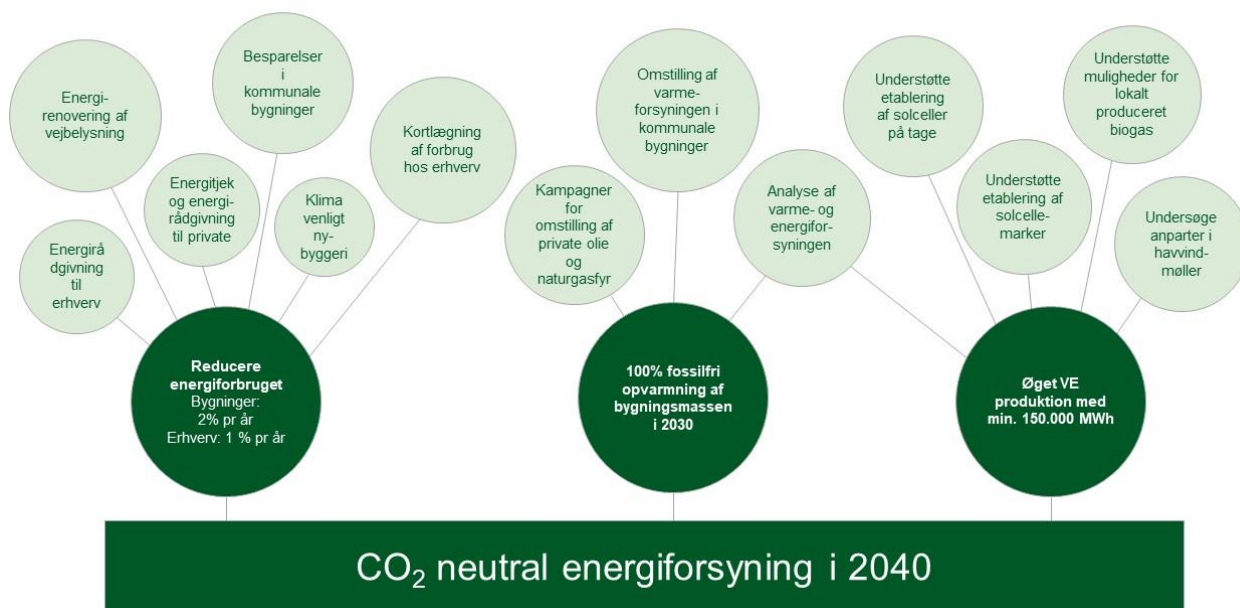 Energi-
renovering af
vejbelysning
Besparelser
i
kommunale
bygninger
Kortlægning
af forbrug
hos erhverv
Energitjek
og energi-
rådgivning
til private
Klima
venligt
ny-
byggeri
Energirå
dgivning
til
erhverv
Omstilling af
varme-
forsyningen i
kommunale
bygninger
Kampagner
for
omstilling af
private olie
og
naturgasfyr
Analyse af
varme- og
energifor-
syningen
Understøtte
etablering
af solceller
på tage
Understøtte
muligheder for
lokalt
produceret
biogas
Understøtte
etablering af
solcelle-
marker
Undersøge
anparter i
havvind-
møller
Reducere
energiforbruget
Bygninger:
2% pr år
Erhverv: 1 % pr år
100% fossilfri
opvarmning af
bygningsmassen
i 2030
Øget VE
produktion med
min. 150.000 MWh
CO₂ neutral energiforsyning i 2040